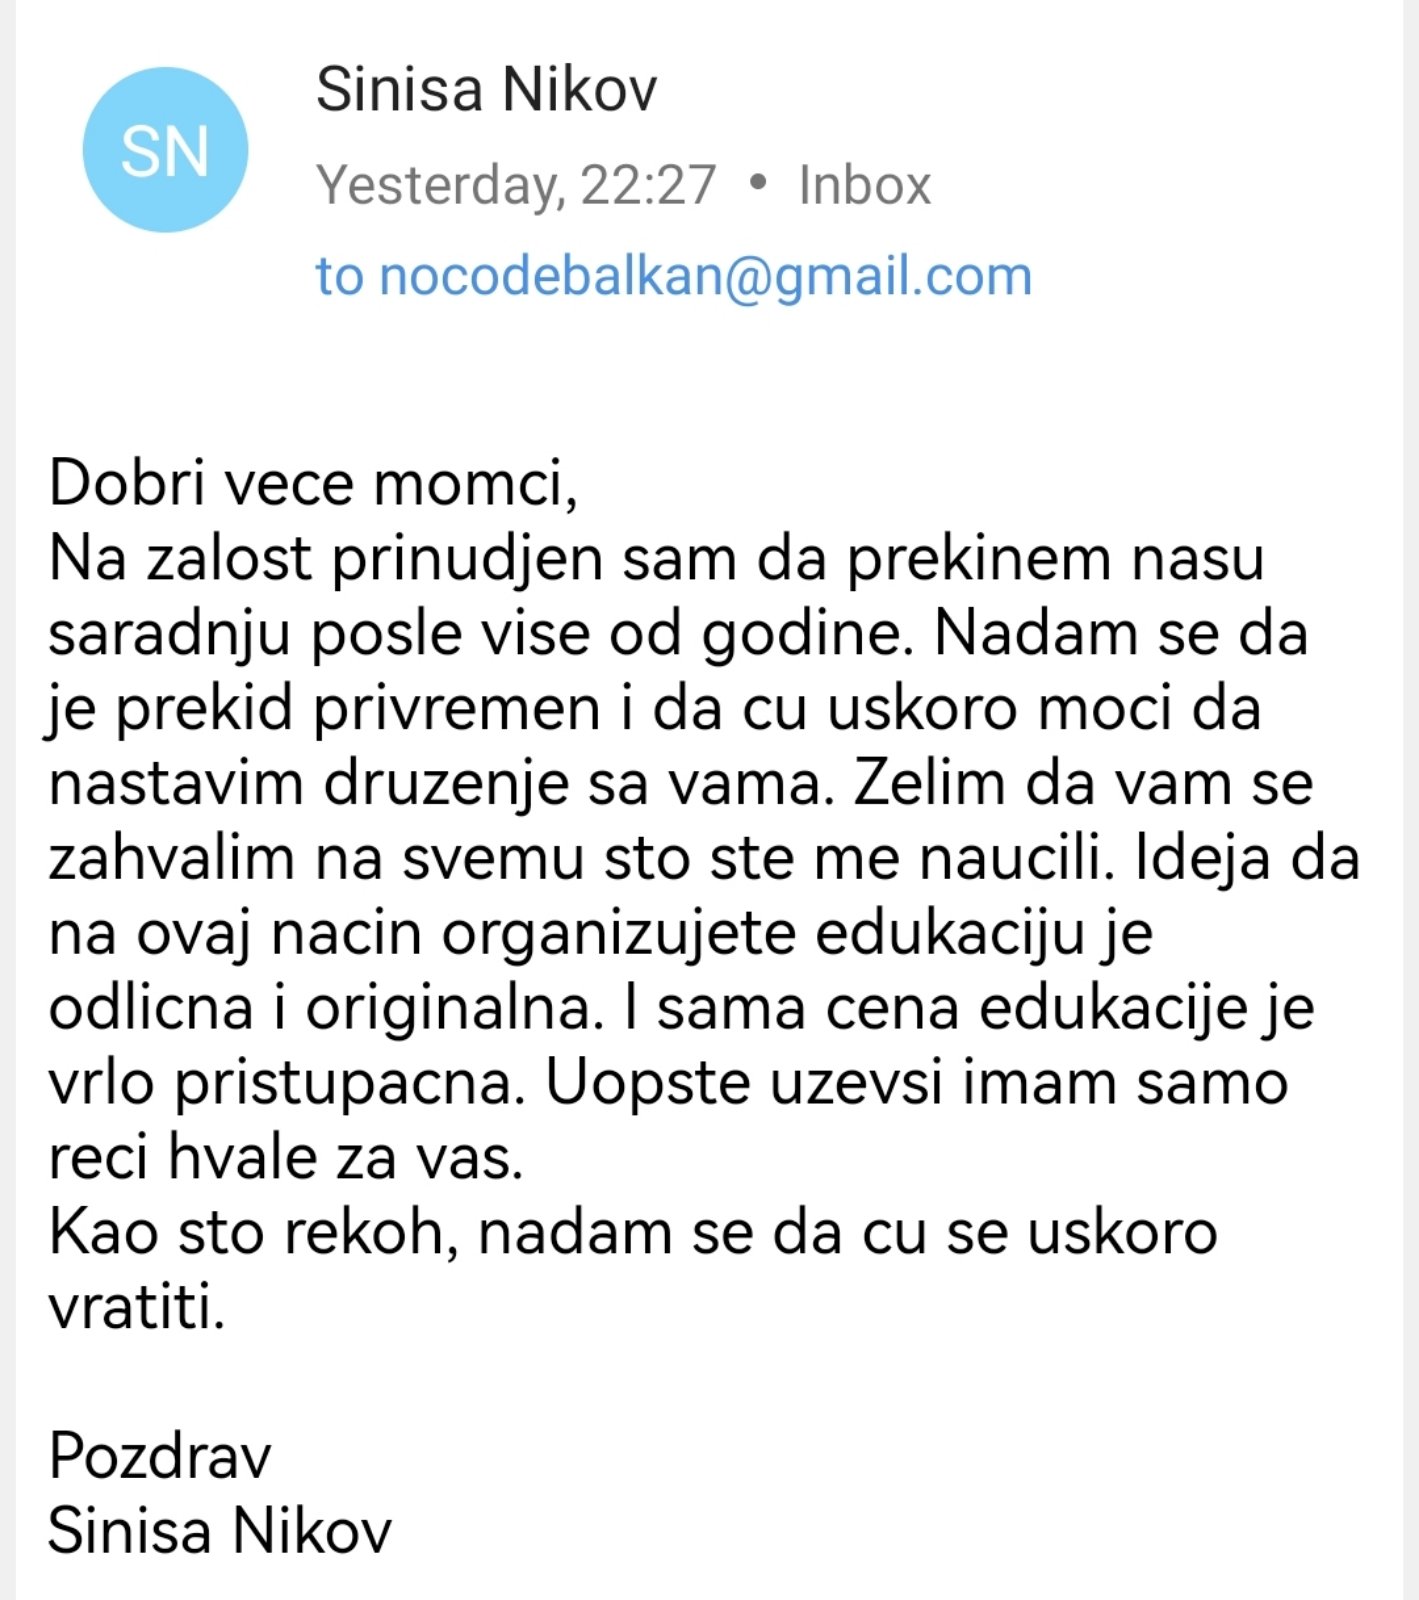 SN
Sinisa Nikov
Yesterday, 22:27 • Inbox
to nocodebalkan@gmail.com
Dobri vece momci,
Na zalost prinudjen sam da prekinem nasu
saradnju posle vise od godine. Nadam se da
je prekid privremen i da cu uskoro moci da
nastavim druzenje sa vama. Zelim da vam se
zahvalim na svemu sto ste me naucili. Ideja da
na ovaj nacin organizujete edukaciju je
odlicna i originalna. I sama cena edukacije je
vrlo pristupacna. Uopste uzevsi imam samo
reci hvale za vas.
Kao sto rekoh, nadam se da cu se uskoro
vratiti.
Pozdrav
Sinisa Nikov